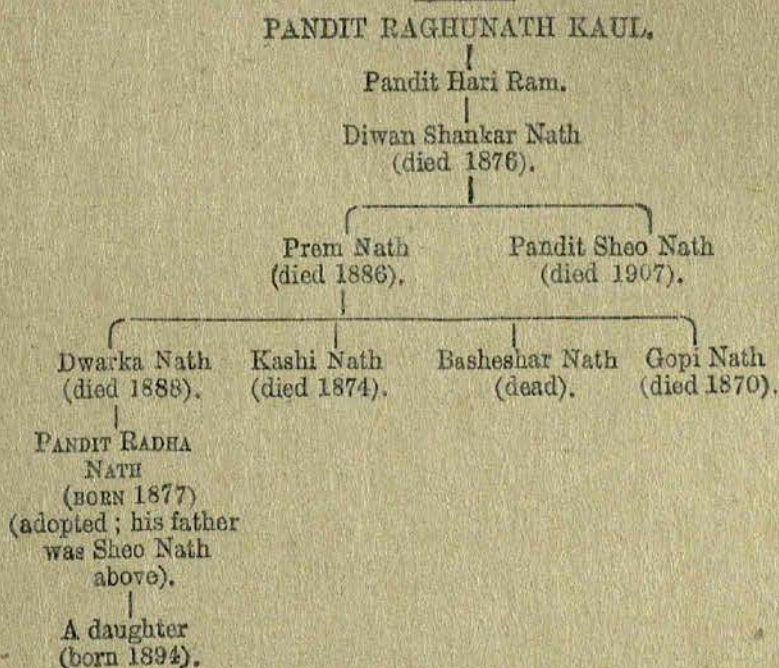 PANDIT RAGHUNATH KAUL.
Pandit Hari Ram.
Diwan Shankar Nath
(died 1876).
Prem Nath
(died 1886).
Pandit Sheo Nath
(died 1907).
Dwarka Nath
(died 1888).
Kashi Nath
(died 1874).
Basheshar Nath
(dead).
Gopi Nath
(died 1870).
PANDIT RADHA
NATH
(BORN 1877)
(adopted ; his father
was Sheo Nath
above).
A daughter
(born 1894).